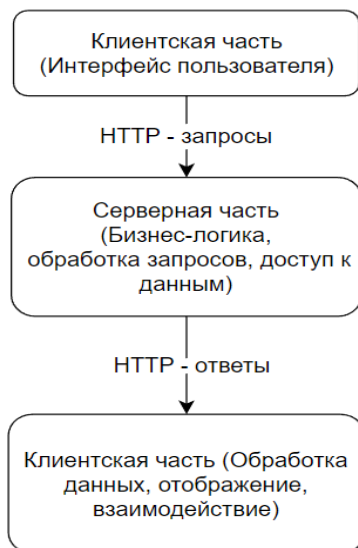 Клиентская часть
(Интерфейс пользователя)
HTTP - запросы
Серверная часть
(Бизнес-логика,
обработка запросов, доступ к
данным)
HTTP - ответы
Клиентская часть (Обработка
данных, отображение,
взаимодействие)